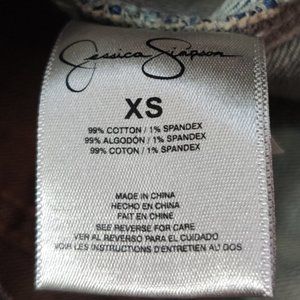 Jessica Simpson
XS
99% COTTON / 1% SPANDEX
99% ALGODÓN / 1% SPANDEX
99% COTON / 1% SPANDEX
MADE IN CHINA
HECHO EN CHINA
FAIT EN CHINE
SEE REVERSE FOR CARE
VER AL REVERSO PARA EL CUIDADO
VOIR LES INSTRUCTIONS D'ENTRETIEN AU DOS